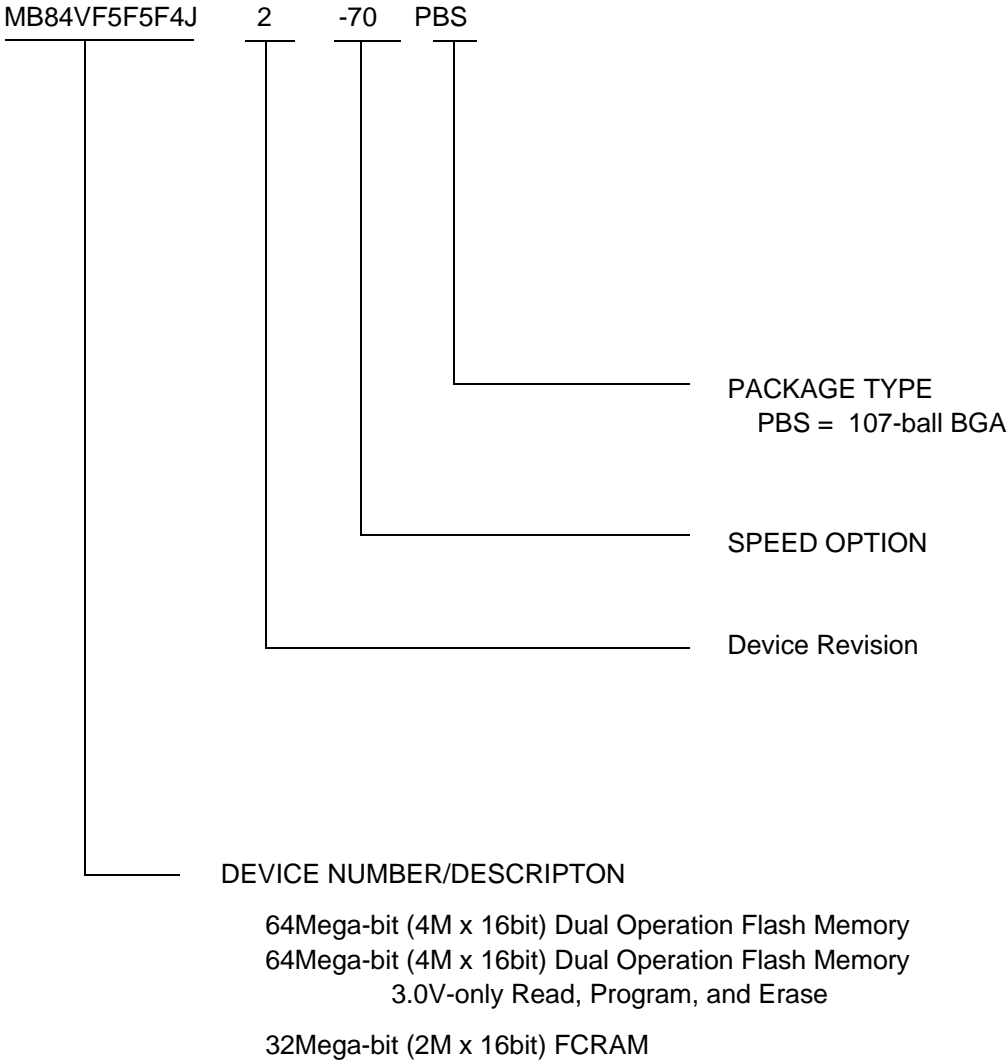 MB84VF5F5F4J 2 -70 PBS
PACKAGE TYPE
PBS = 107-ball BGA
SPEED OPTION
Device Revision
DEVICE NUMBER/DESCRIPTON
64Mega-bit (4M x 16bit) Dual Operation Flash Memory
64Mega-bit (4M x 16bit) Dual Operation Flash Memory
3.0V-only Read, Program, and Erase
32Mega-bit (2M x 16bit) FCRAM